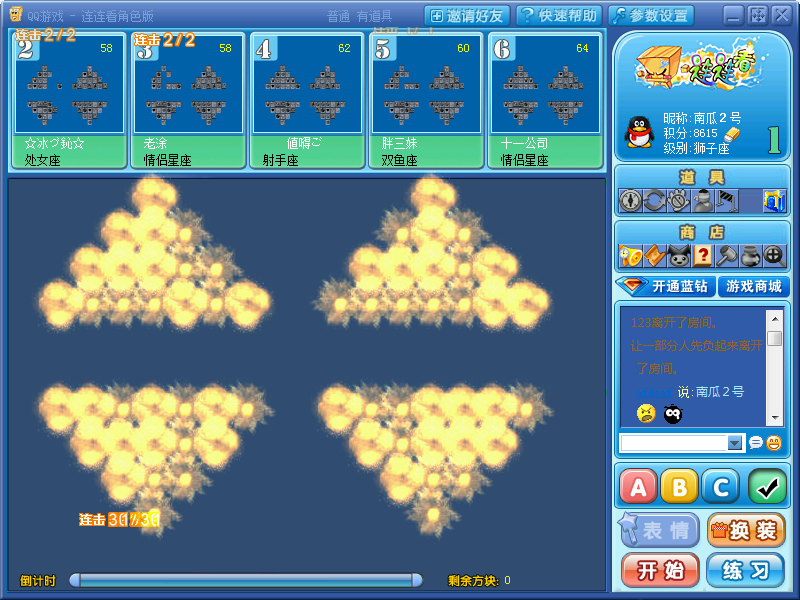 QQ游戏 - 连连看角色版
普通 有道具
邀请好友
快速帮助
参数设置
连击2/2
2
58
处女座
连击2/2
3
58
老涂
情侣星座
4
62
射手座
5
60
胖三妹
双鱼座
6
64
十一公司
情侣星座
连连看
昵称:南瓜２号
积分:8615
级别:狮子座
1
道 具
商 店
开通蓝钻
游戏商城
123离开了房间。
让一部分人先负起来离开
了房间。
说:南瓜２号
A
B
C
表 情
换 装
开 始
练 习
连击30/30
倒计时
剩余方块: 0